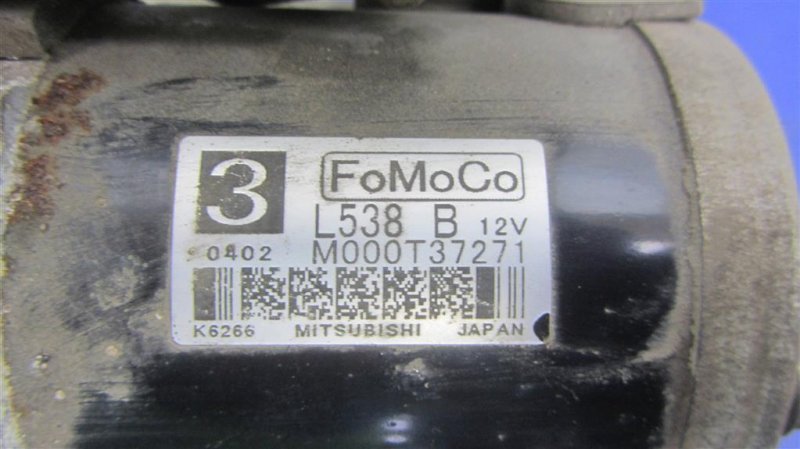 3 FoMoCo
L538 B 12V
0402 M000T37271
K6266 MITSUBISHI JAPAN